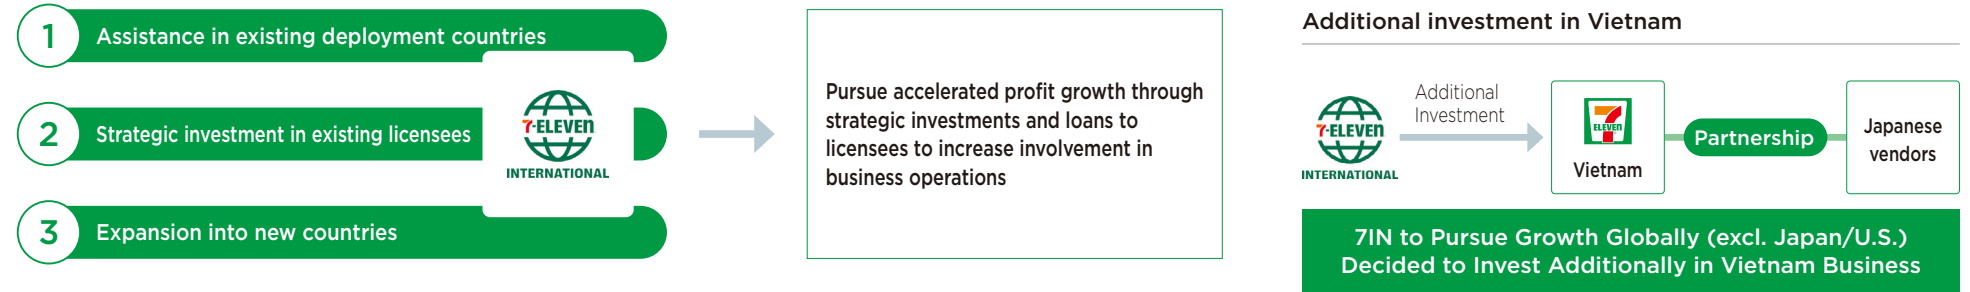 1
Assistance in existing deployment countries
2
Strategic investment in existing licensees
3
Expansion into new countries
7-ELEVEN
INTERNATIONAL
Pursue accelerated profit growth through
strategic investments and loans to
licensees to increase involvement in
business operations
Additional investment in Vietnam
7-ELEVEN
INTERNATIONAL
Additional
Investment
7
ELEVEN
Vietnam
Partnership
Japanese
vendors
7IN to Pursue Growth Globally (excl. Japan/U.S.)
Decided to Invest Additionally in Vietnam Business